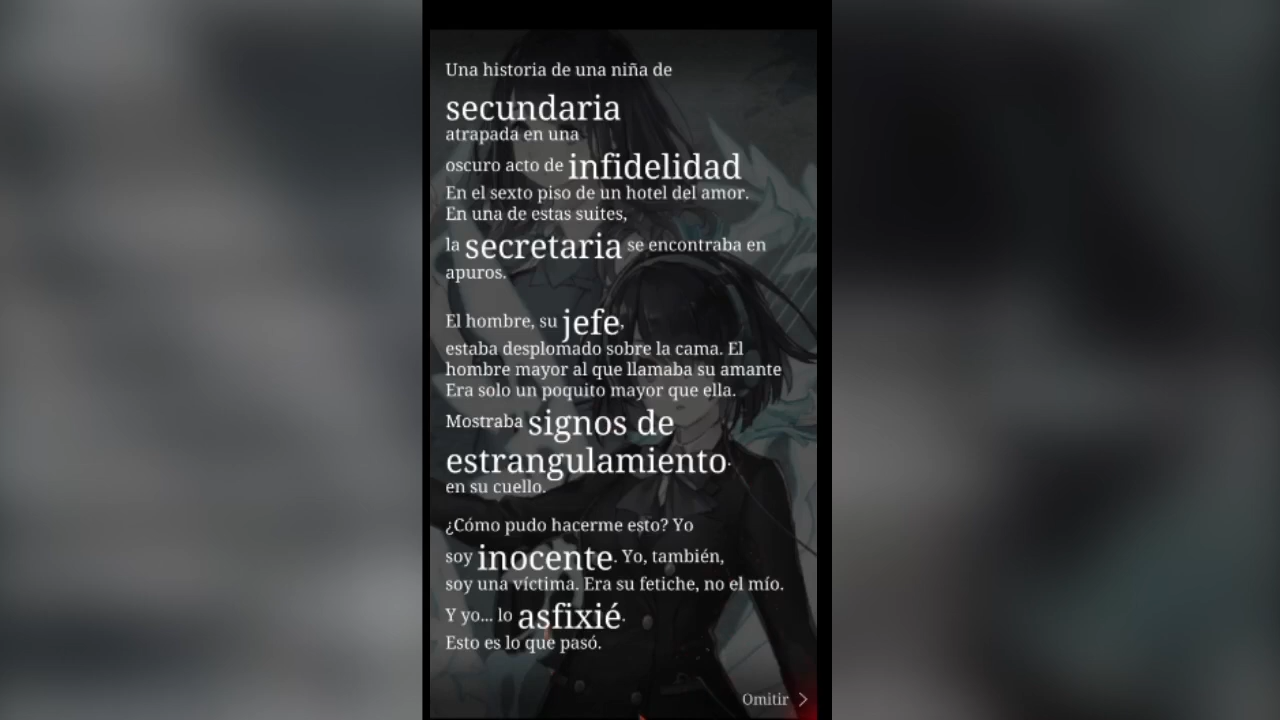 Una historia de una niña de
secundaria
atrapada en una
oscuro acto de infidelidad
En el sexto piso de un hotel del amor.
En una de estas suites,
la secretaria se encontraba en
apuros.
El hombre, su jefe,
estaba desplomado sobre la cama. El
hombre mayor al que llamaba su amante
Era solo un poquito mayor que ella.
Mostraba signos de
estrangulamiento.
en su cuello.
¿Cómo pudo hacerme esto? Yo
soy inocente. Yo, también,
soy una víctima. Era su fetiche, no el mío.
Y yo... lo asfixié.
Esto es lo que pasó.
Omitir